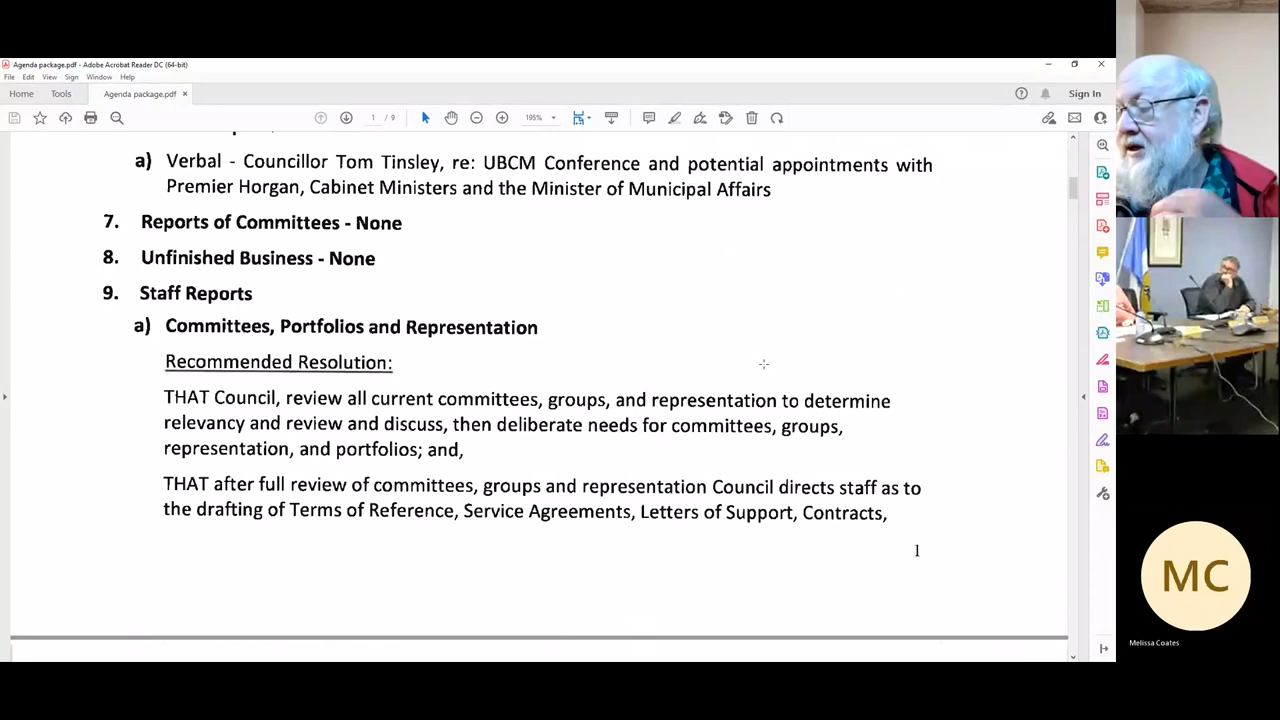 Agenda package.pdf - Adobe Acrobat Reader DC (64-bit)
File Edit View Sign Window Help
Home Tools Agenda package.pdf × Sign In
1 / 9 195%
a) Verbal - Councillor Tom Tinsley, re: UBCM Conference and potential appointments with
Premier Horgan, Cabinet Ministers and the Minister of Municipal Affairs
7. Reports of Committees - None
8. Unfinished Business - None
9. Staff Reports
a) Committees, Portfolios and Representation
Recommended Resolution:
THAT Council, review all current committees, groups, and representation to determine
relevancy and review and discuss, then deliberate needs for committees, groups,
representation, and portfolios; and,
THAT after full review of committees, groups and representation Council directs staff as to
the drafting of Terms of Reference, Service Agreements, Letters of Support, Contracts,
1
MC
Melissa Coates